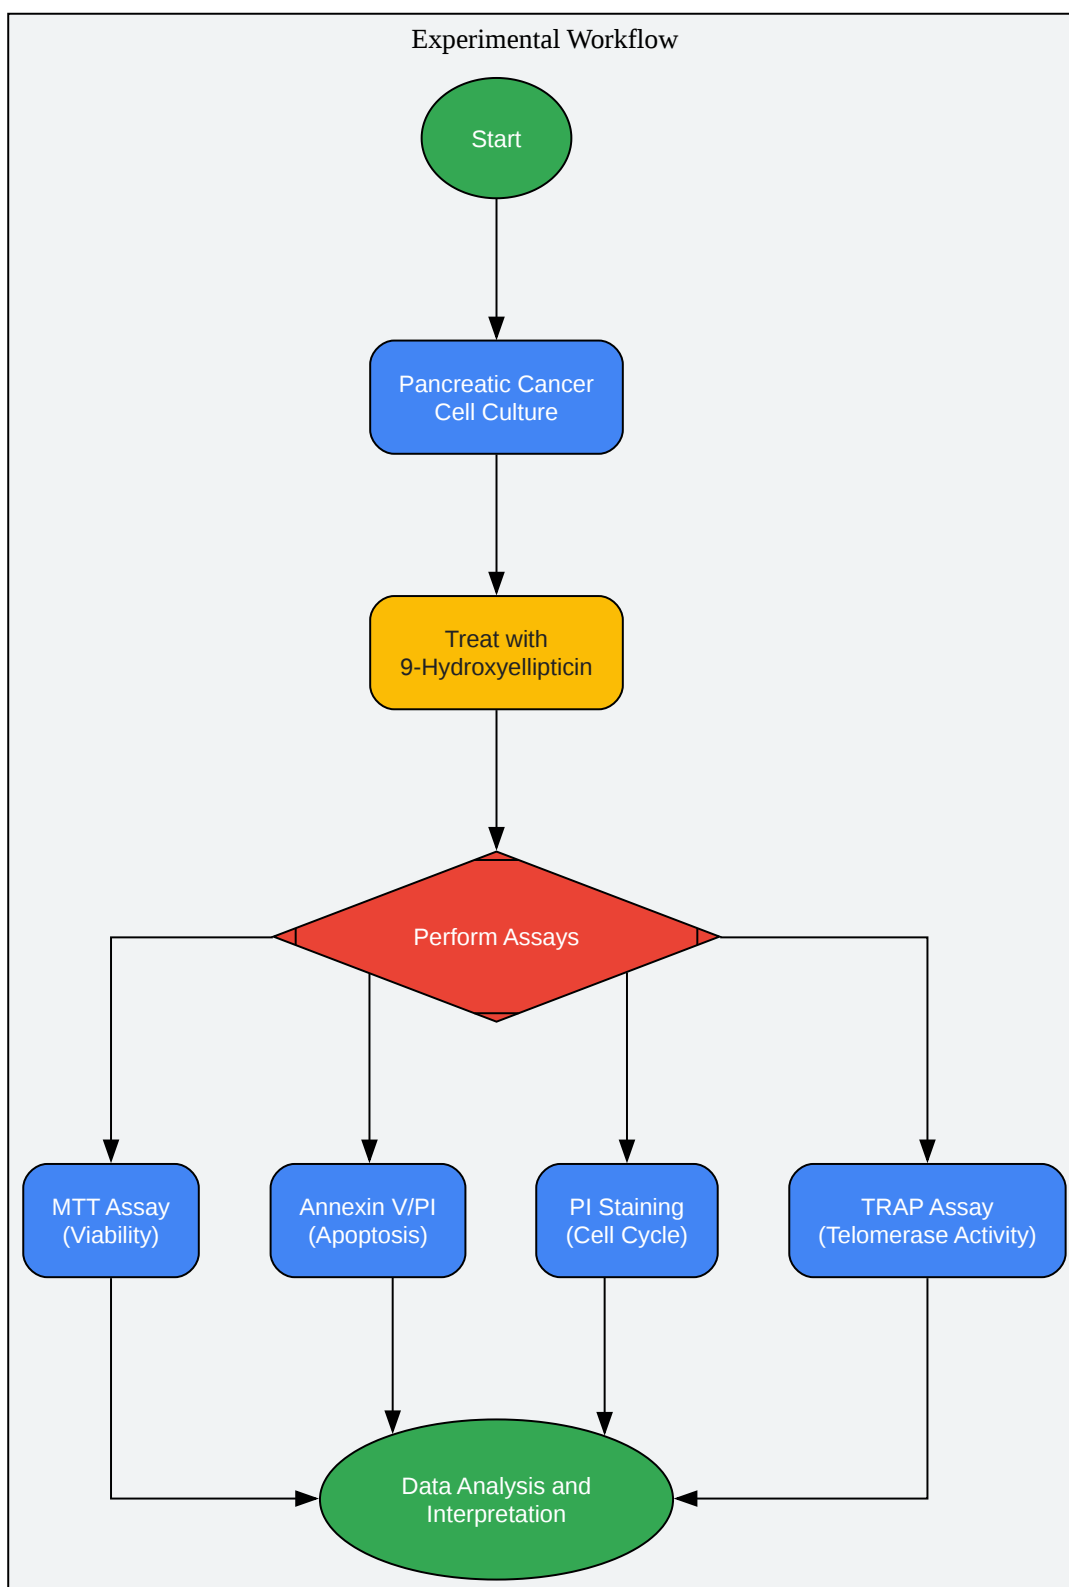 Experimental Workflow
Start
Pancreatic Cancer
Cell Culture
Treat with
9-Hydroxyellipticin
Perform Assays
MTT Assay
(Viability)
Annexin V/PI
(Apoptosis)
PI Staining
(Cell Cycle)
TRAP Assay
(Telomerase Activity)
Data Analysis and
Interpretation